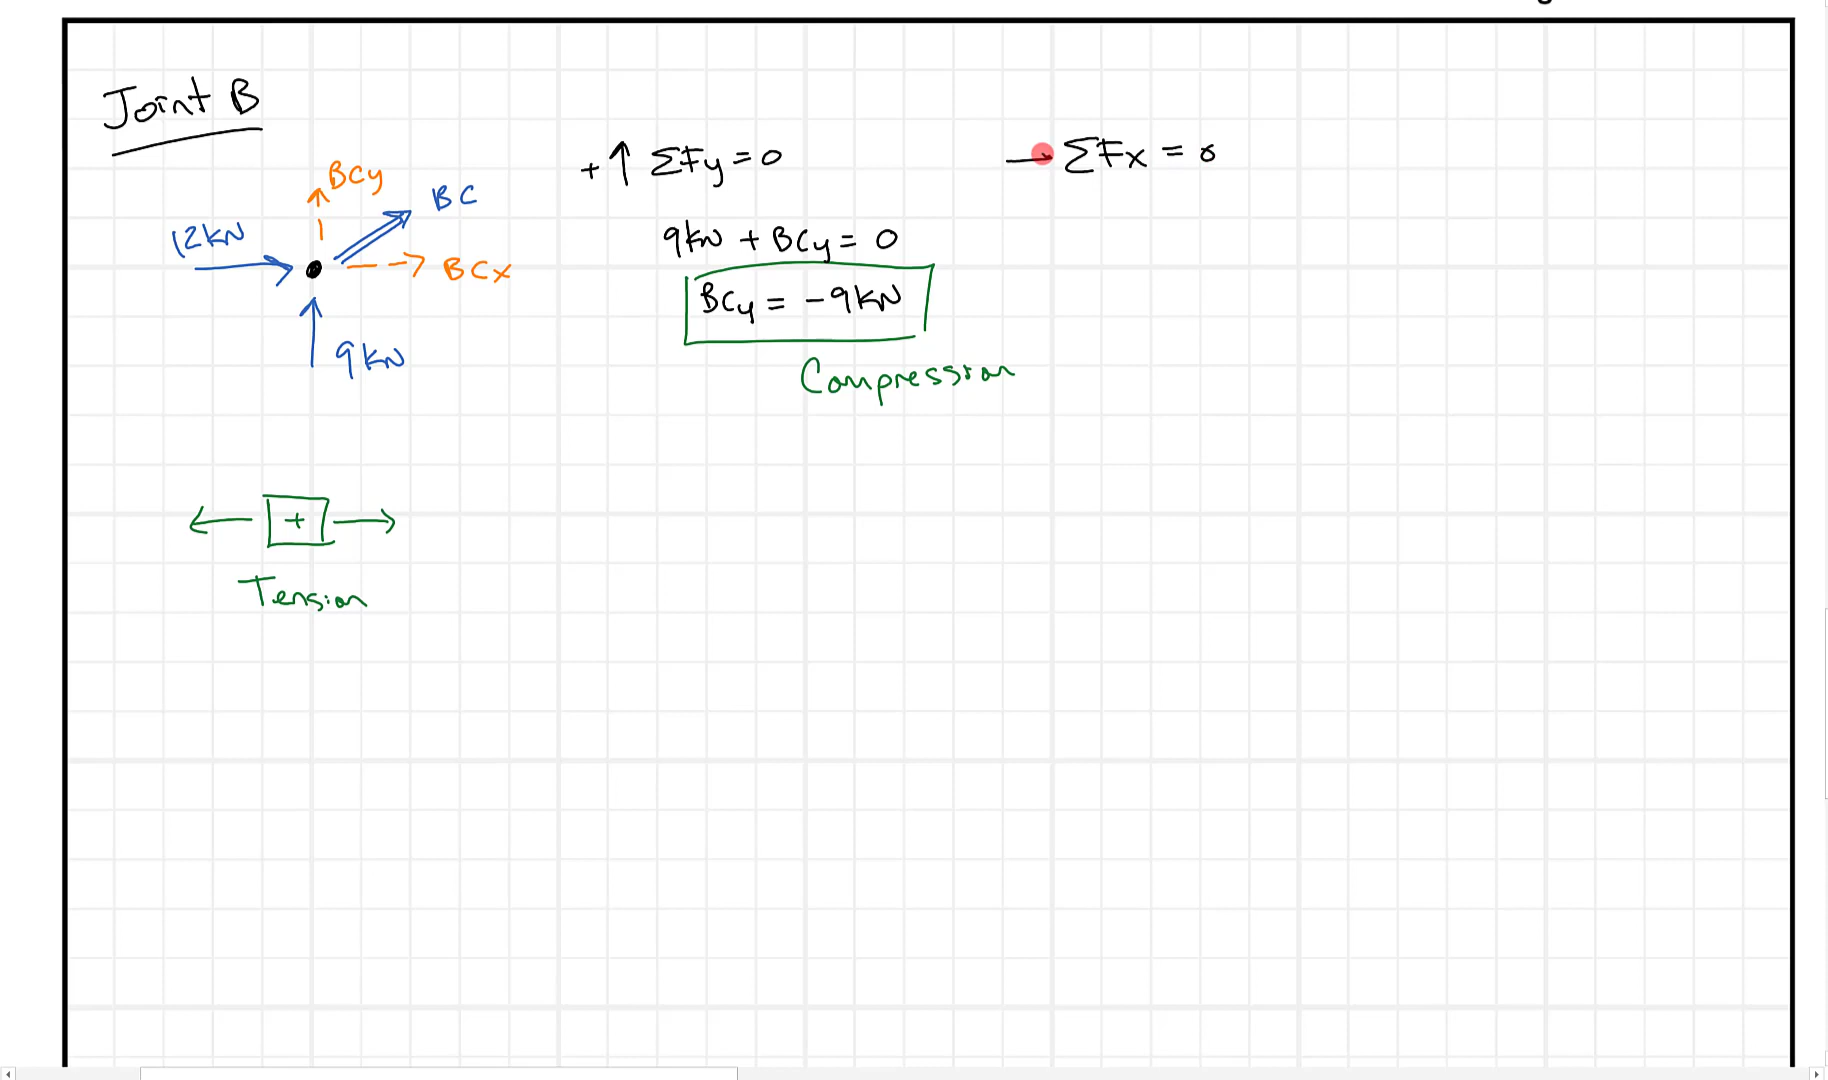 Joint B
BCy
BC
12kN
BCx
9kN
+↑ ΣFy = 0
9kN + BCy = 0
BCy = -9kN
Compression
→ ΣFx = 0
+
Tension